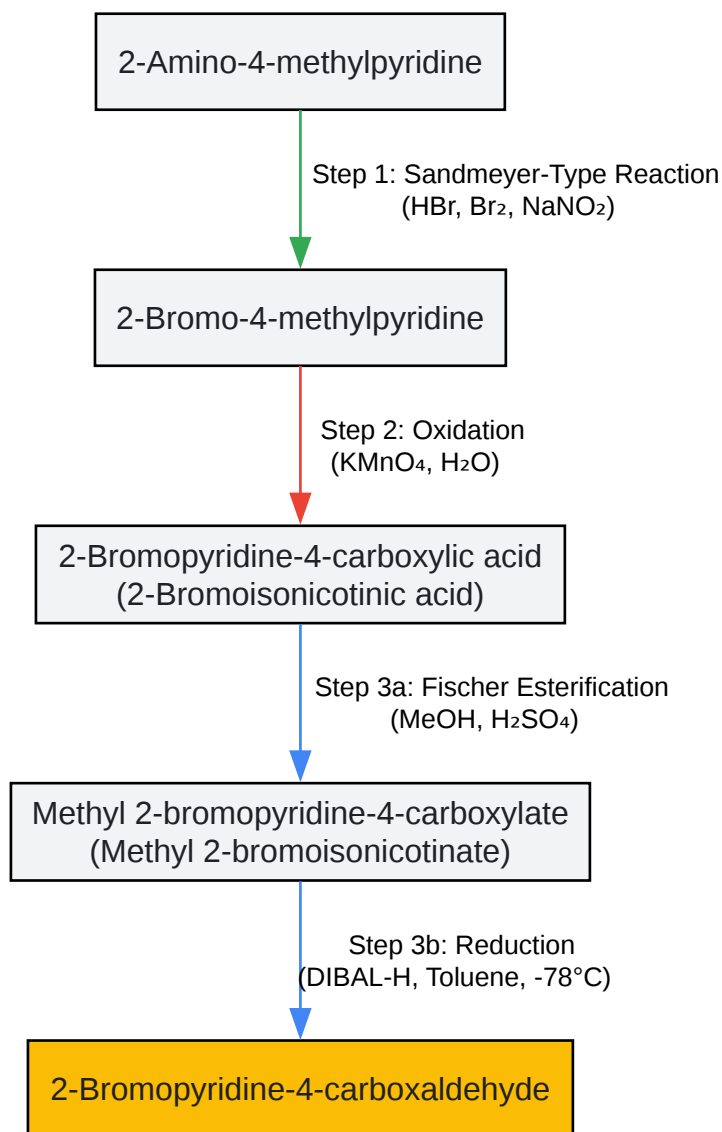 2-Amino-4-methylpyridine
Step 1: Sandmeyer-Type Reaction
(HBr, Br₂, NaNO₂)
2-Bromo-4-methylpyridine
Step 2: Oxidation
(KMnO₄, H₂O)
2-Bromopyridine-4-carboxylic acid
(2-Bromoisonicotinic acid)
Step 3a: Fischer Esterification
(MeOH, H₂SO₄)
Methyl 2-bromopyridine-4-carboxylate
(Methyl 2-bromoisonicotinate)
Step 3b: Reduction
(DIBAL-H, Toluene, -78°C)
2-Bromopyridine-4-carboxaldehyde